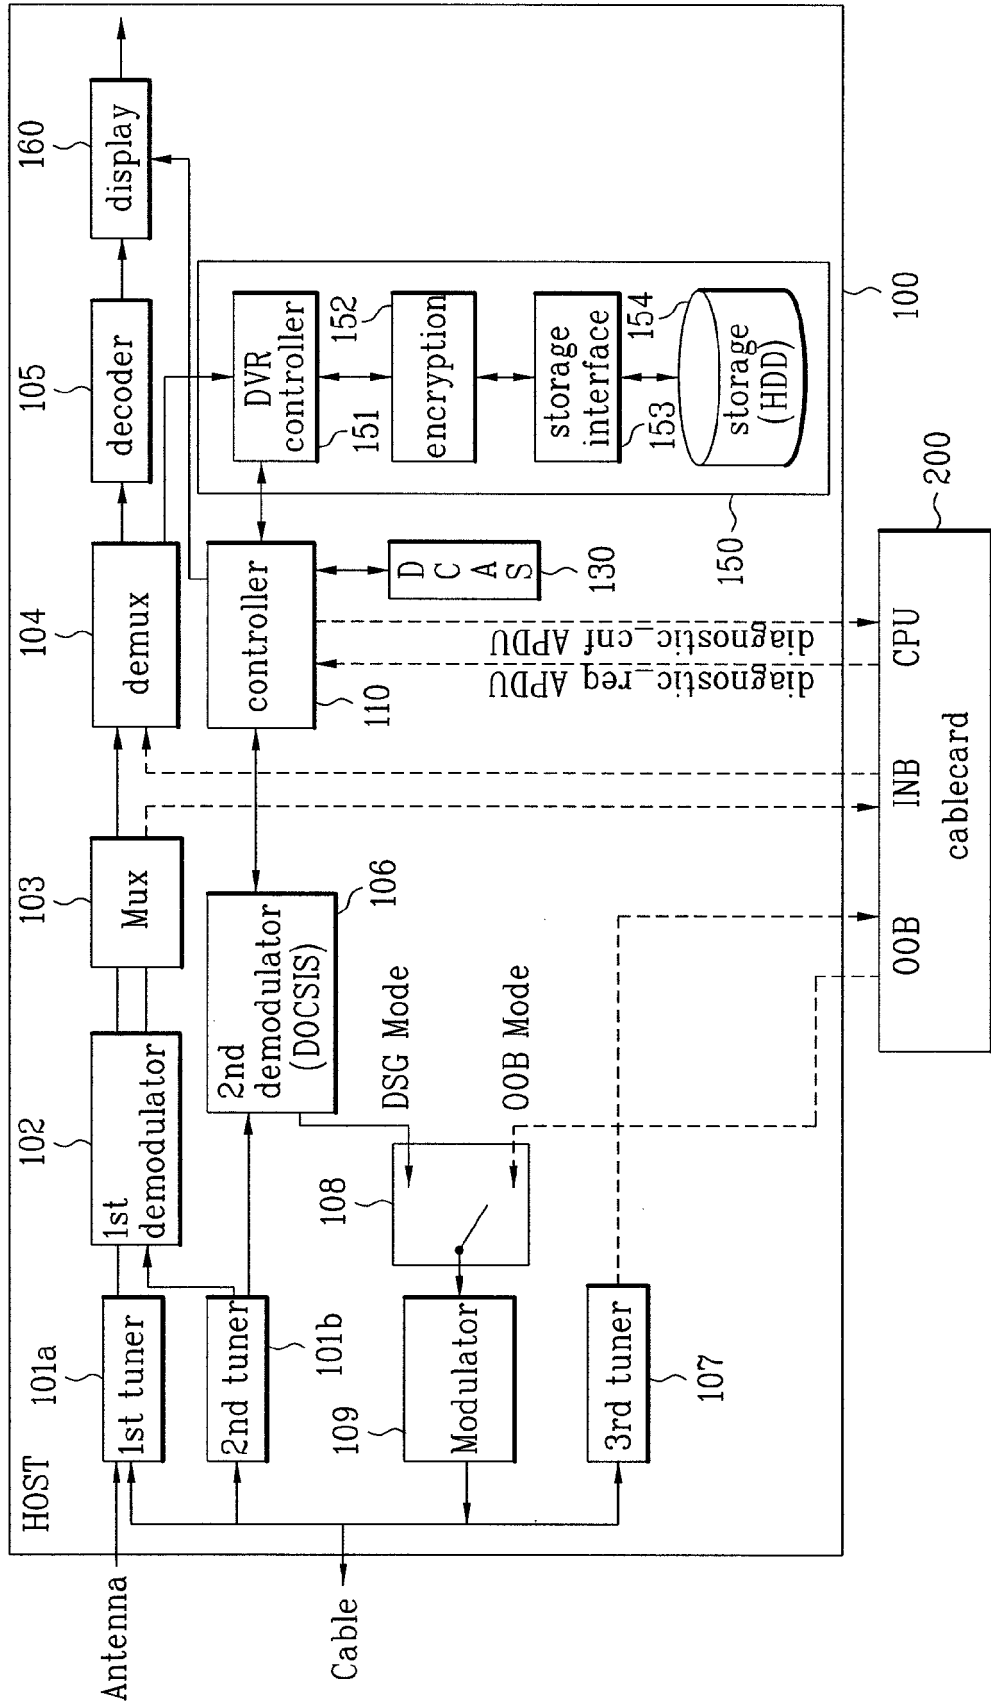 HOST
Antenna
Cable
101a
1st tuner
102
1st
demodulator
103
Mux
104
demux
105
decoder
160
display
2nd tuner
101b
2nd
demodulator
(DOCSIS)
106
controller
110
DVR
controller
151
encryption
152
storage
interface
153
154
storage
(HDD)
150
100
D
C
A
S
130
DSG Mode
OOB Mode
108
109
Modulator
3rd tuner
107
diagnostic_cnf APDU
diagnostic_req APDU
OOB
INB
CPU
cablecard
200